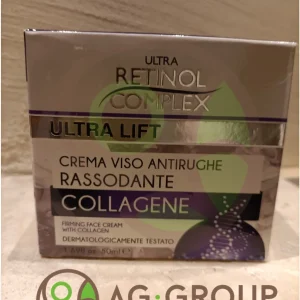 ULTRA
RETINOL
COMPLEX
ULTRA LIFT
CREMA VISO ANTIRUGHE
RASSODANTE
COLLAGENE
FIRMING FACE CREAM
WITH COLLAGEN
DERMATOLOGICAMENTE TESTATO
AG·GROUP